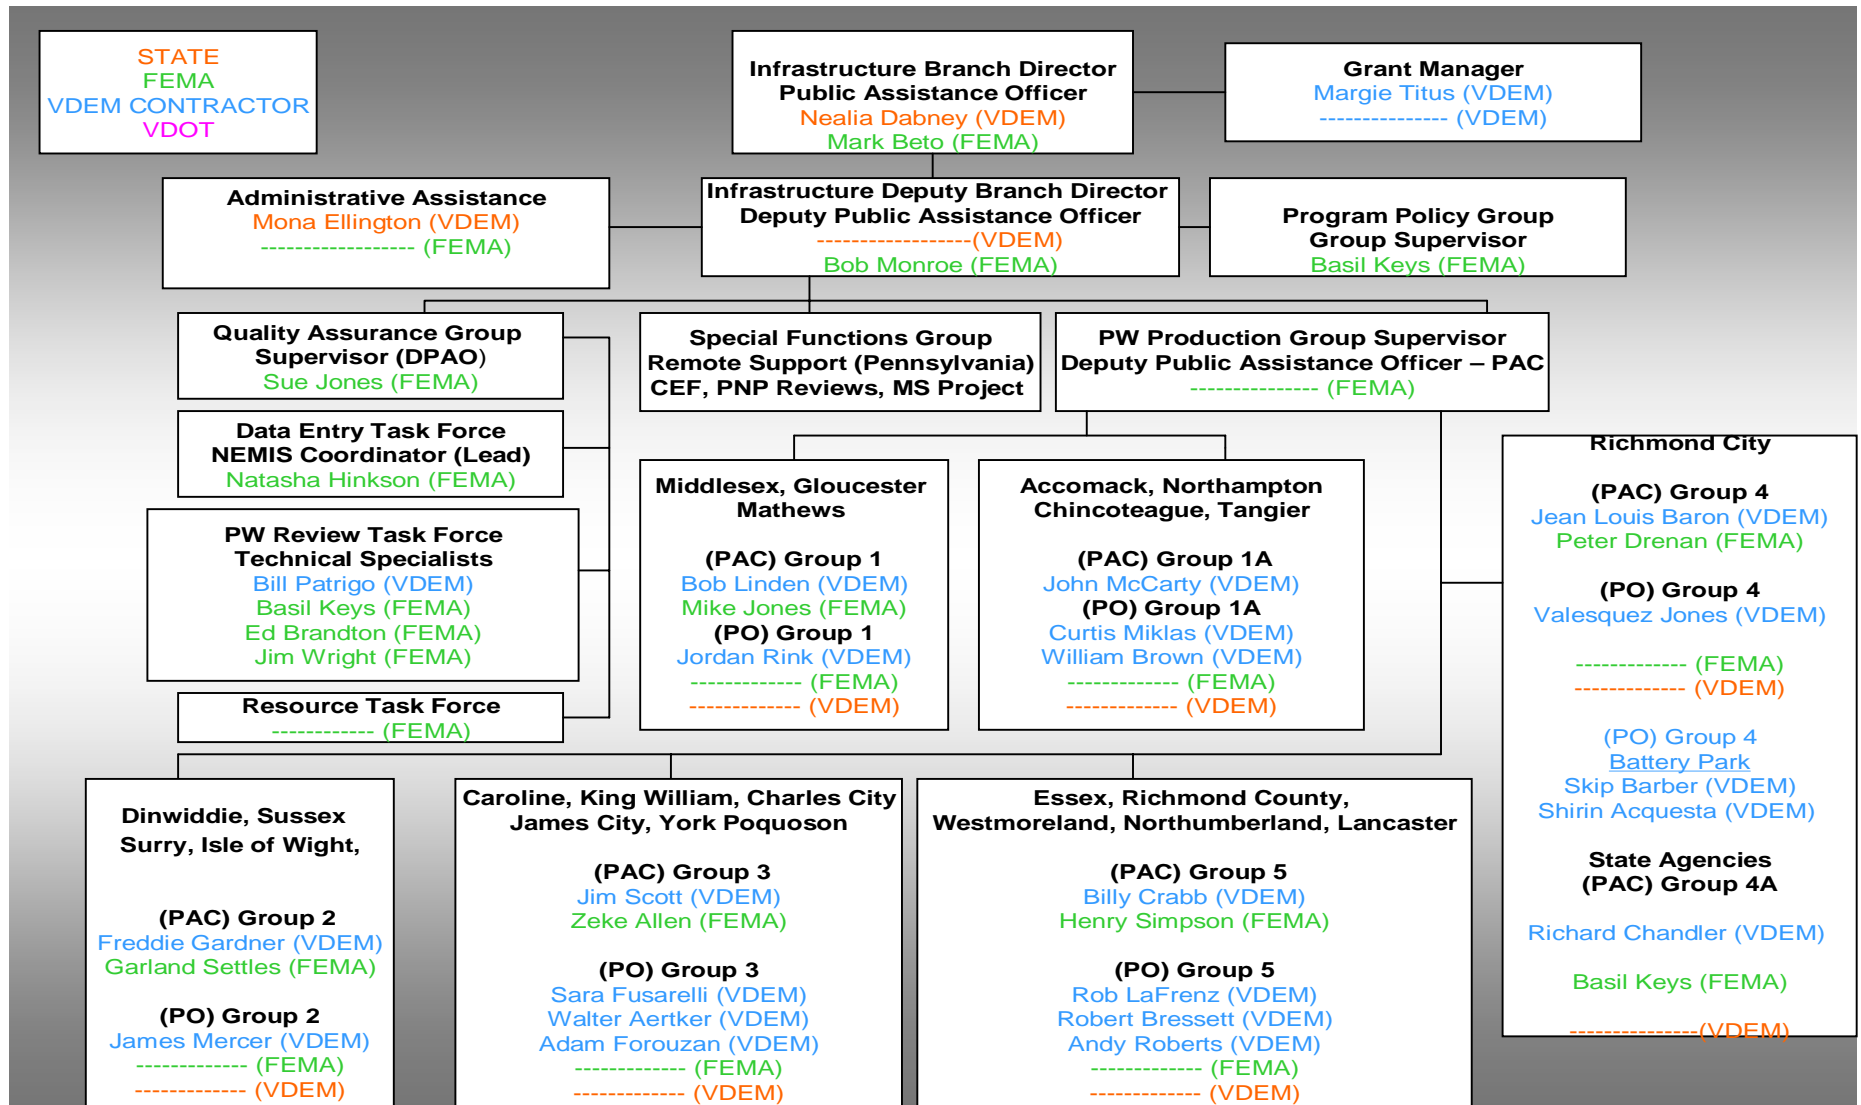 STATE
FEMA
VDEM CONTRACTOR
VDOT
Infrastructure Branch Director
Public Assistance Officer
Nealia Dabney (VDEM)
Mark Beto (FEMA)
Grant Manager
Margie Titus (VDEM)
--------------- (VDEM)
Administrative Assistance
Mona Ellington (VDEM)
------------------ (FEMA)
Infrastructure Deputy Branch Director
Deputy Public Assistance Officer
------------------(VDEM)
Bob Monroe (FEMA)
Program Policy Group
Group Supervisor
Basil Keys (FEMA)
Quality Assurance Group
Supervisor (DPAO)
Sue Jones (FEMA)
Special Functions Group
Remote Support (Pennsylvania)
CEF, PNP Reviews, MS Project
PW Production Group Supervisor
Deputy Public Assistance Officer – PAC
--------------- (FEMA)
Data Entry Task Force
NEMIS Coordinator (Lead)
Natasha Hinkson (FEMA)
PW Review Task Force
Technical Specialists
Bill Patrigo (VDEM)
Basil Keys (FEMA)
Ed Brandton (FEMA)
Jim Wright (FEMA)
Resource Task Force
------------ (FEMA)
Middlesex, Gloucester
Mathews
(PAC) Group 1
Bob Linden (VDEM)
Mike Jones (FEMA)
(PO) Group 1
Jordan Rink (VDEM)
------------- (FEMA)
------------- (VDEM)
Accomack, Northampton
Chincoteague, Tangier
(PAC) Group 1A
John McCarty (VDEM)
(PO) Group 1A
Curtis Miklas (VDEM)
William Brown (VDEM)
------------- (FEMA)
------------- (VDEM)
Richmond City
(PAC) Group 4
Jean Louis Baron (VDEM)
Peter Drenan (FEMA)
(PO) Group 4
Valesquez Jones (VDEM)
------------- (FEMA)
------------- (VDEM)
(PO) Group 4
Battery Park
Skip Barber (VDEM)
Shirin Acquesta (VDEM)
State Agencies
(PAC) Group 4A
Richard Chandler (VDEM)
Basil Keys (FEMA)
---------------(VDEM)
Dinwiddie, Sussex
Surry, Isle of Wight,
(PAC) Group 2
Freddie Gardner (VDEM)
Garland Settles (FEMA)
(PO) Group 2
James Mercer (VDEM)
------------- (FEMA)
------------- (VDEM)
Caroline, King William, Charles City
James City, York Poquoson
(PAC) Group 3
Jim Scott (VDEM)
Zeke Allen (FEMA)
(PO) Group 3
Sara Fusarelli (VDEM)
Walter Aertker (VDEM)
Adam Forouzan (VDEM)
------------- (FEMA)
------------- (VDEM)
Essex, Richmond County,
Westmoreland, Northumberland, Lancaster
(PAC) Group 5
Billy Crabb (VDEM)
Henry Simpson (FEMA)
(PO) Group 5
Rob LaFrenz (VDEM)
Robert Bressett (VDEM)
Andy Roberts (VDEM)
------------- (FEMA)
------------- (VDEM)